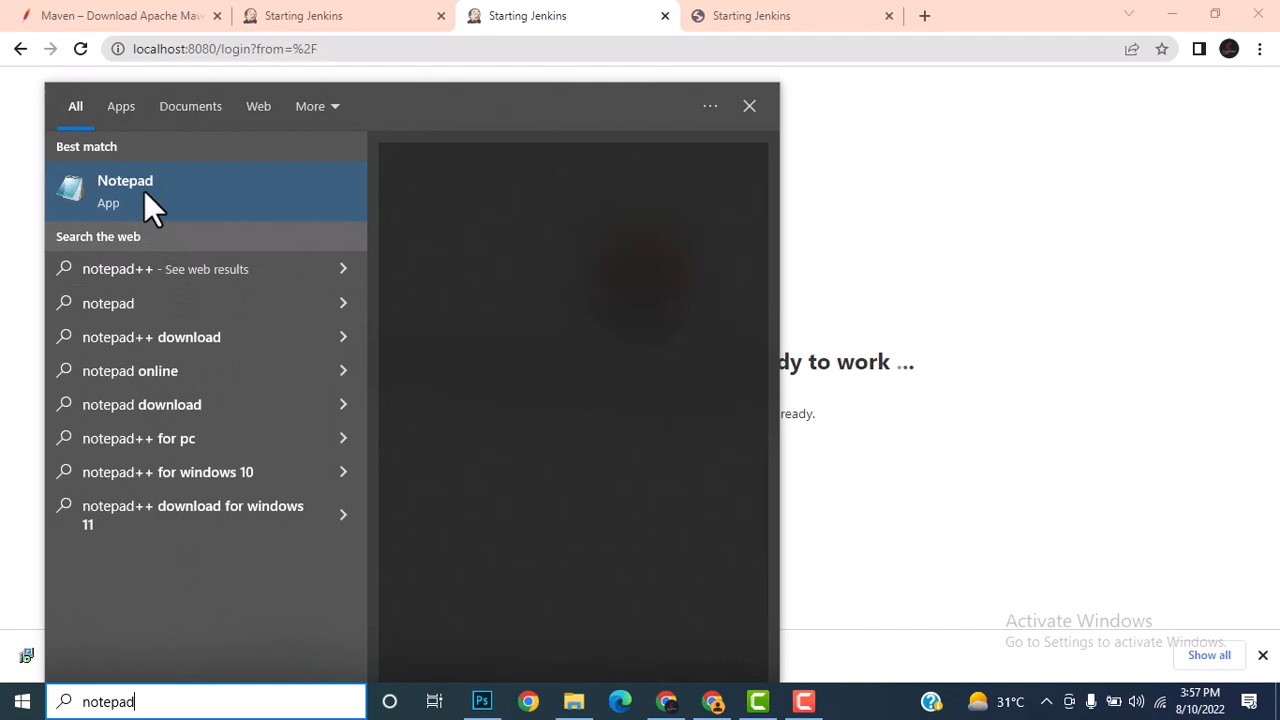 Maven – Download Apache Mav
Starting Jenkins
Starting Jenkins
Starting Jenkins
localhost:8080/login?from=%2F
All
Apps
Documents
Web
More
Best match
Notepad
App
Search the web
notepad++ - See web results
notepad
notepad++ download
notepad online
notepad download
notepad++ for pc
notepad++ for windows 10
notepad++ download for windows
11
dy to work ...
ready.
Activate Windows
Go to Settings to activate Windows.
Show all
notepad
Ps
31°C
3:57 PM
8/10/2022